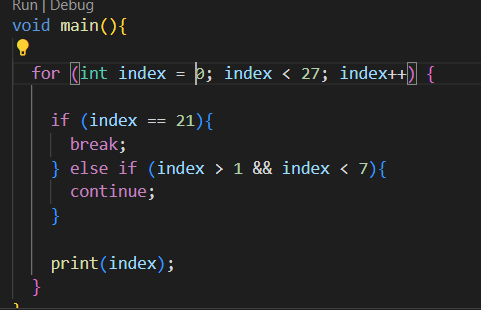 Run | Debug
void main(){
for (int index = 0; index < 27; index++) {
if (index == 21){
break;
} else if (index > 1 && index < 7){
continue;
}
print(index);
}
}